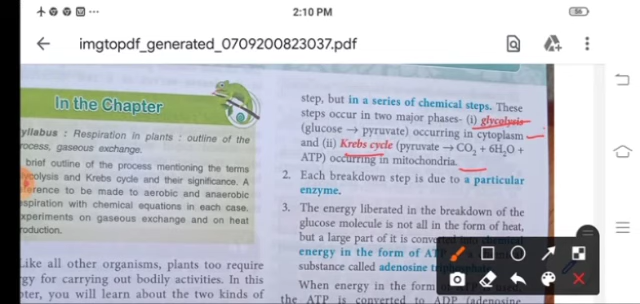 2:10 PM
86
imgtopdf_generated_0709200823037.pdf
In the Chapter
yllabus : Respiration in plants : outline of the
rocess, gaseous exchange.
brief outline of the process mentioning the terms
ycolysis and Krebs cycle and their significance. A
ference to be made to aerobic and anaerobic
spiration with chemical equations in each case.
xperiments on gaseous exchange and on heat
roduction.
Like all other organisms, plants too require
gy for carrying out bodily activities. In this
ter, you will learn about the two kinds of
step, but in a series of chemical steps. These
steps occur in two major phases- (i) glycolysis
(glucose → pyruvate) occurring in cytoplasm
and (ii) Krebs cycle (pyruvate → CO₂ + 6H₂O +
ATP) occurring in mitochondria.
2. Each breakdown step is due to a particular
enzyme.
3. The energy liberated in the breakdown of the
glucose molecule is not all in the form of heat,
but a large part of it is converted into chemical
energy in the form of ATP
substance called adenosine
When energy in the form
the ATP is converted to ADP (adenosine